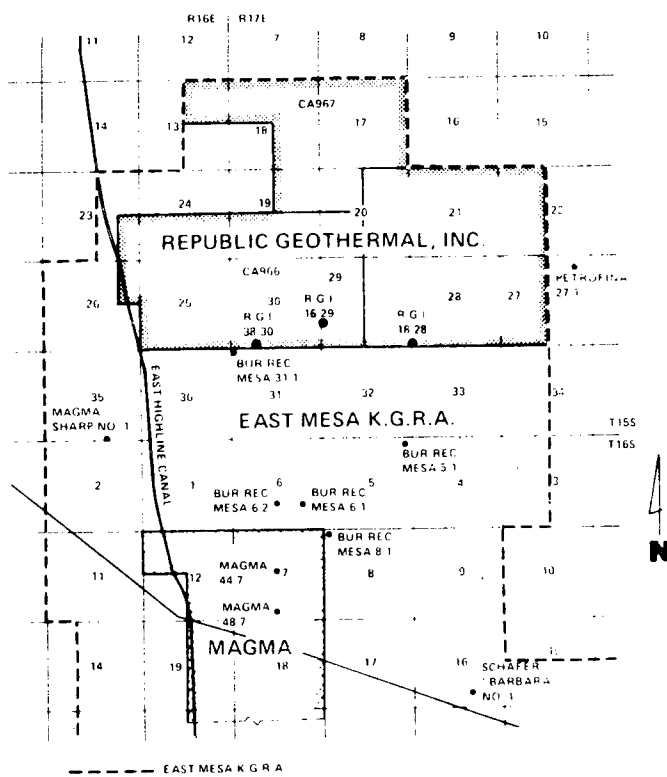 R16E R17E
11 12 7 8 9 10
CA967
14 13 18 17 16 15
23 24 19 20 21 22
REPUBLIC GEOTHERMAL, INC.
CA966
PETROFINA
27 1
26 25 30 29 28 27
R G I
38 30
R G I
16 29
R G I
18 28
BUR REC
MESA 31 1
35 36 31 32 33 34
EAST HIGHLINE CANAL
MAGMA
SHARP NO. 1
EAST MESA K.G.R.A.
T15S
T16S
BUR REC
MESA 5 1
2 1 6 5 4 3
BUR REC
MESA 6 2
BUR REC
MESA 6 1
BUR REC
MESA 8 1
N
11 12 7 8 9 10
MAGMA
44 7
MAGMA
48 7
MAGMA
14 19 18 17 16
SCHAFER
BARBARA
NO. 1
EAST MESA K G R A